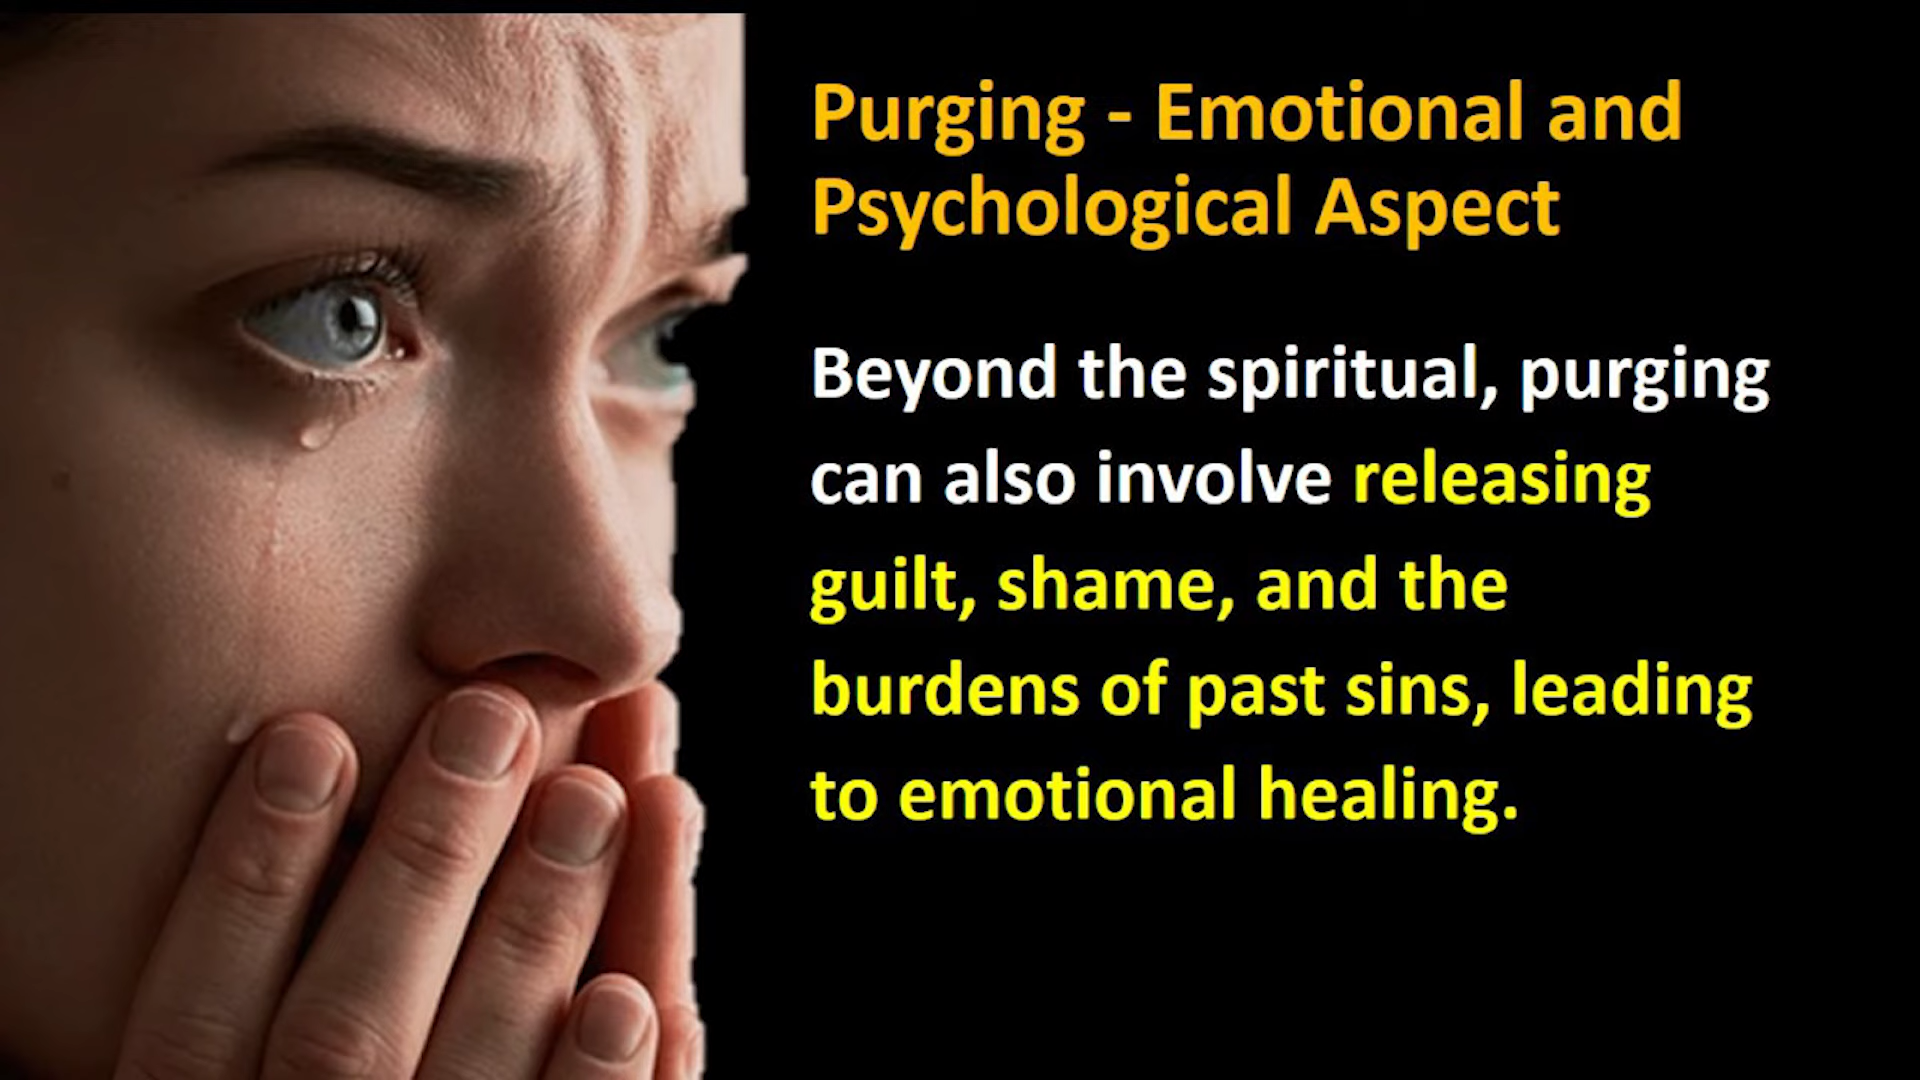 Purging - Emotional and
Psychological Aspect
Beyond the spiritual, purging
can also involve releasing
guilt, shame, and the
burdens of past sins, leading
to emotional healing.